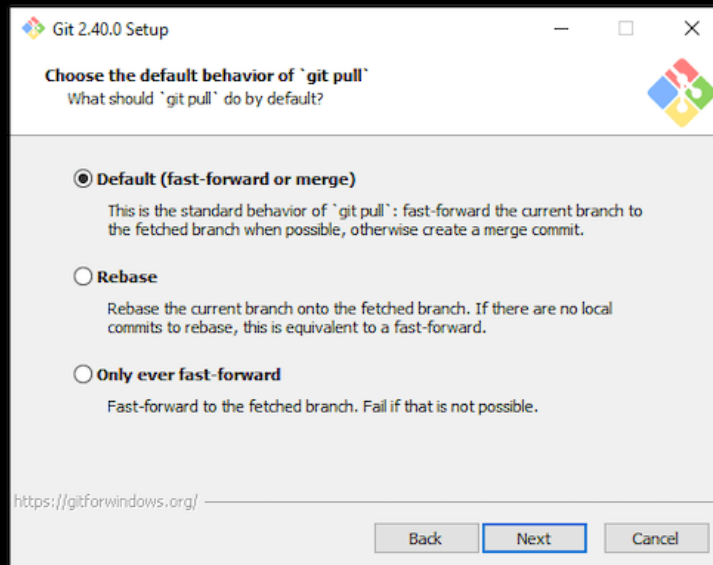 Git 2.40.0 Setup
Choose the default behavior of `git pull`
What should `git pull` do by default?
Default (fast-forward or merge)
This is the standard behavior of `git pull`: fast-forward the current branch to
the fetched branch when possible, otherwise create a merge commit.
Rebase
Rebase the current branch onto the fetched branch. If there are no local
commits to rebase, this is equivalent to a fast-forward.
Only ever fast-forward
Fast-forward to the fetched branch. Fail if that is not possible.
https://gitforwindows.org/
Back Next Cancel